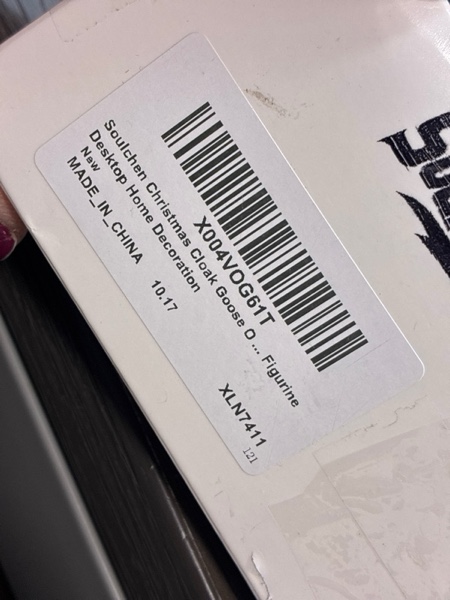 X004VOG61T
Soulchen Christmas Cloak Goose D ... Figurine
Desktop Home Decoration
New
MADE_IN_CHINA 10.17
XLN7411
121